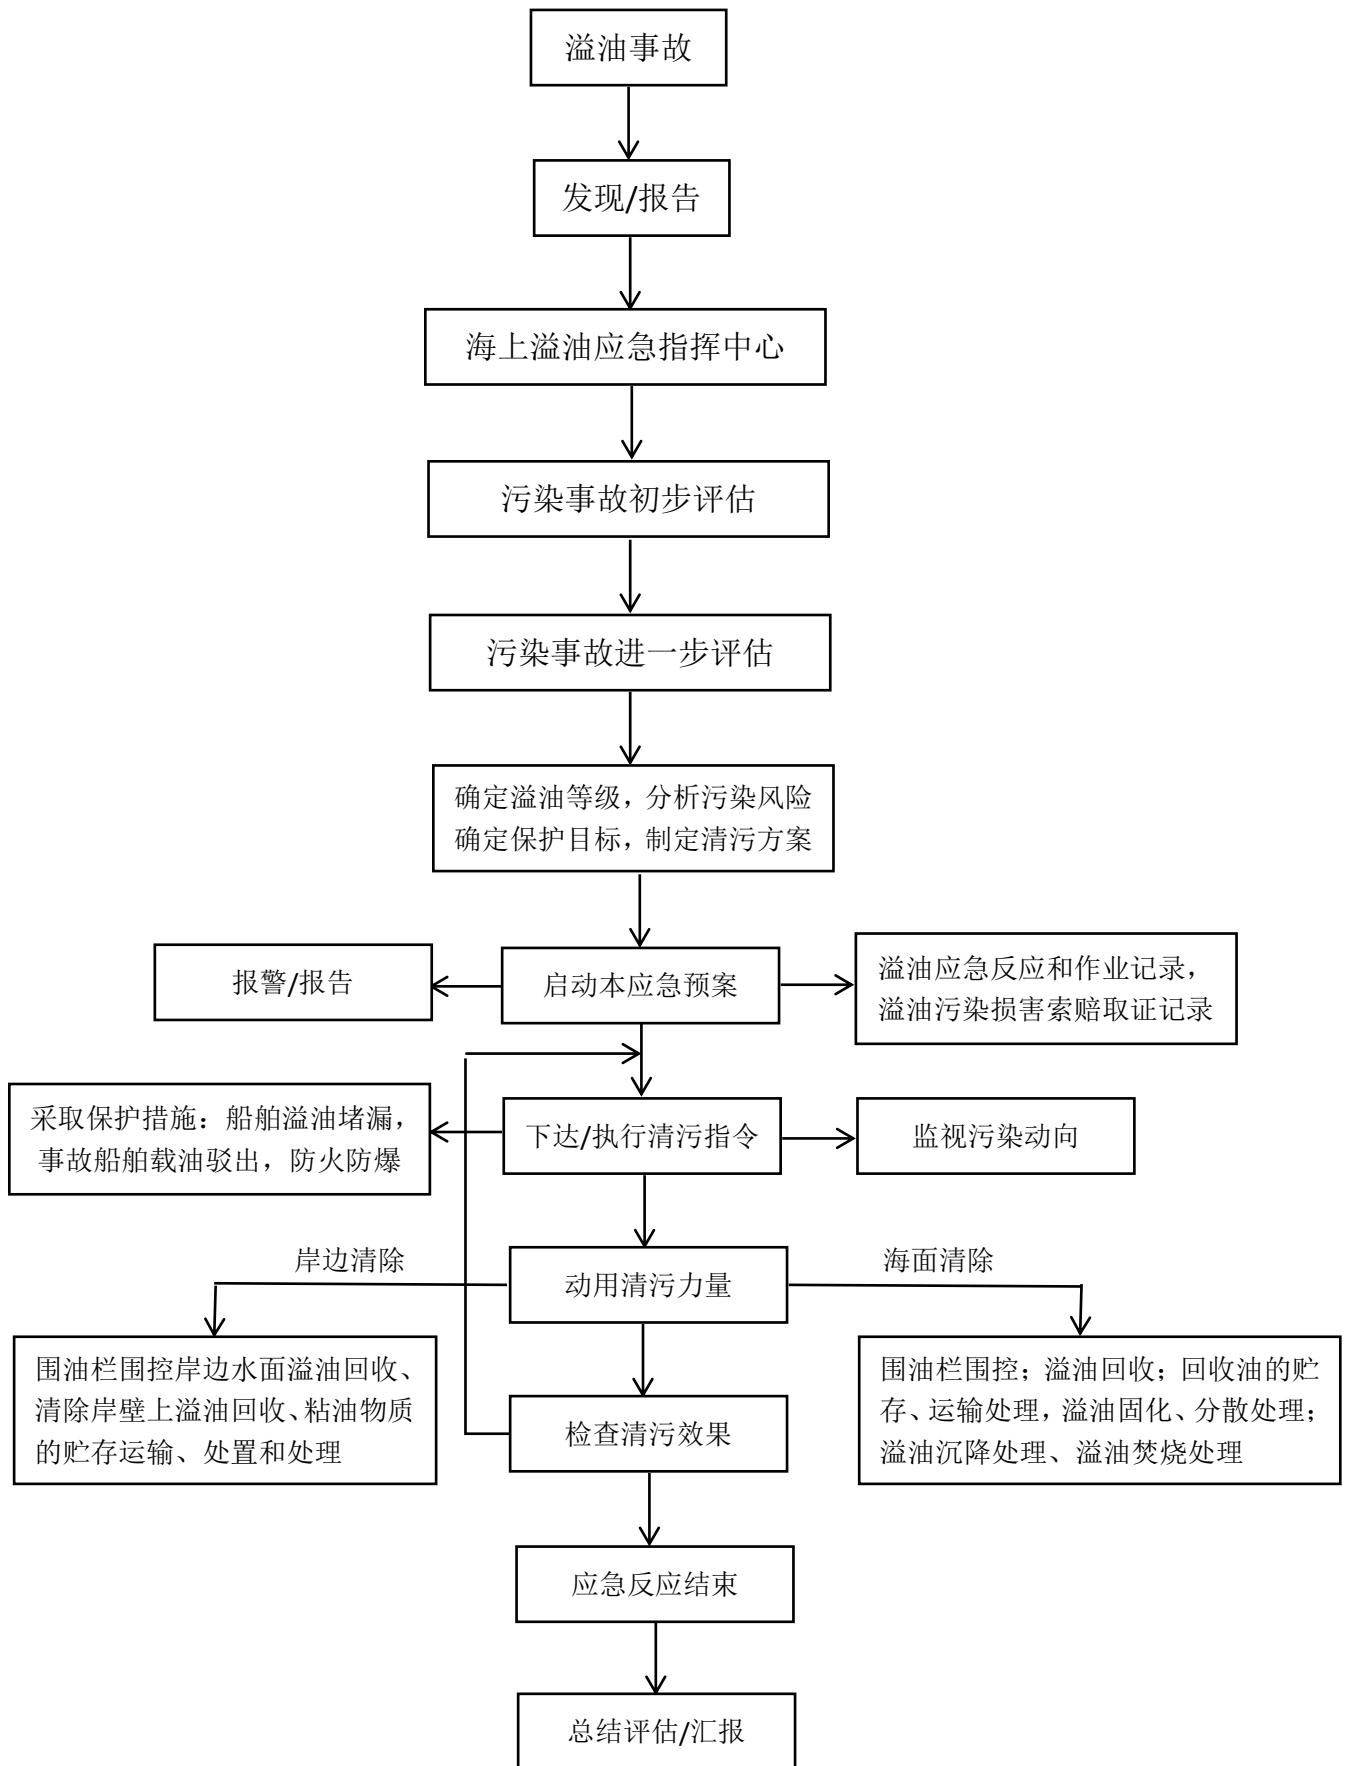 溢油事故
发现/报告
海上溢油应急指挥中心
污染事故初步评估
污染事故进一步评估
确定溢油等级，分析污染风险
确定保护目标，制定清污方案
报警/报告
启动本应急预案
溢油应急反应和作业记录，
溢油污染损害索赔取证记录
采取保护措施：船舶溢油堵漏，
事故船舶载油驳出，防火防爆
下达/执行清污指令
监视污染动向
岸边清除
动用清污力量
海面清除
围油栏围控岸边水面溢油回收、
清除岸壁上溢油回收、粘油物质
的贮存运输、处置和处理
检查清污效果
围油栏围控；溢油回收；回收油的贮
存、运输处理，溢油固化、分散处理；
溢油沉降处理、溢油焚烧处理
应急反应结束
总结评估/汇报